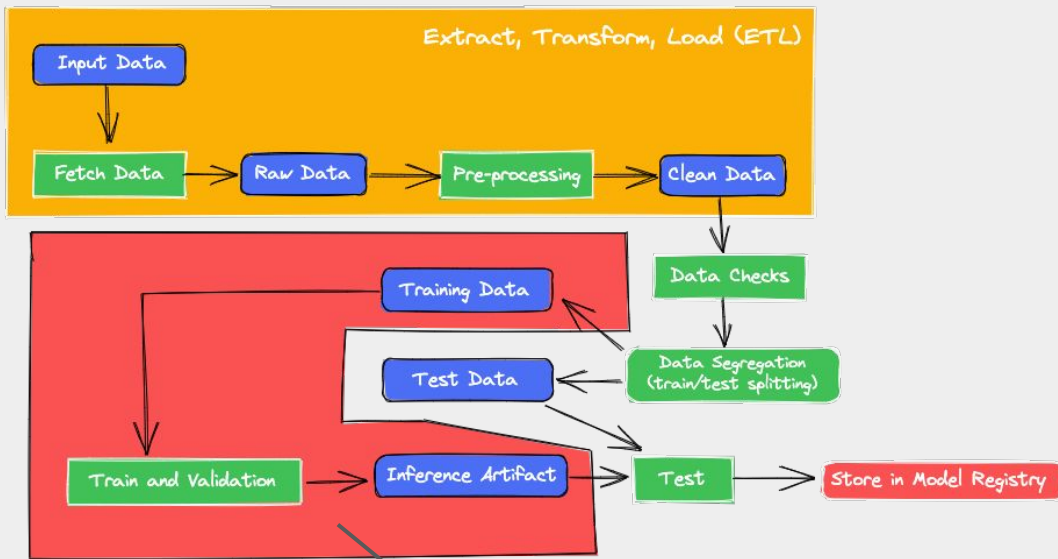 Extract, Transform, Load (ETL)
Input Data
Fetch Data
Raw Data
Pre-processing
Clean Data
Data Checks
Training Data
Data Segregation
(train/test splitting)
Test Data
Train and Validation
Inference Artifact
Test
Store in Model Registry